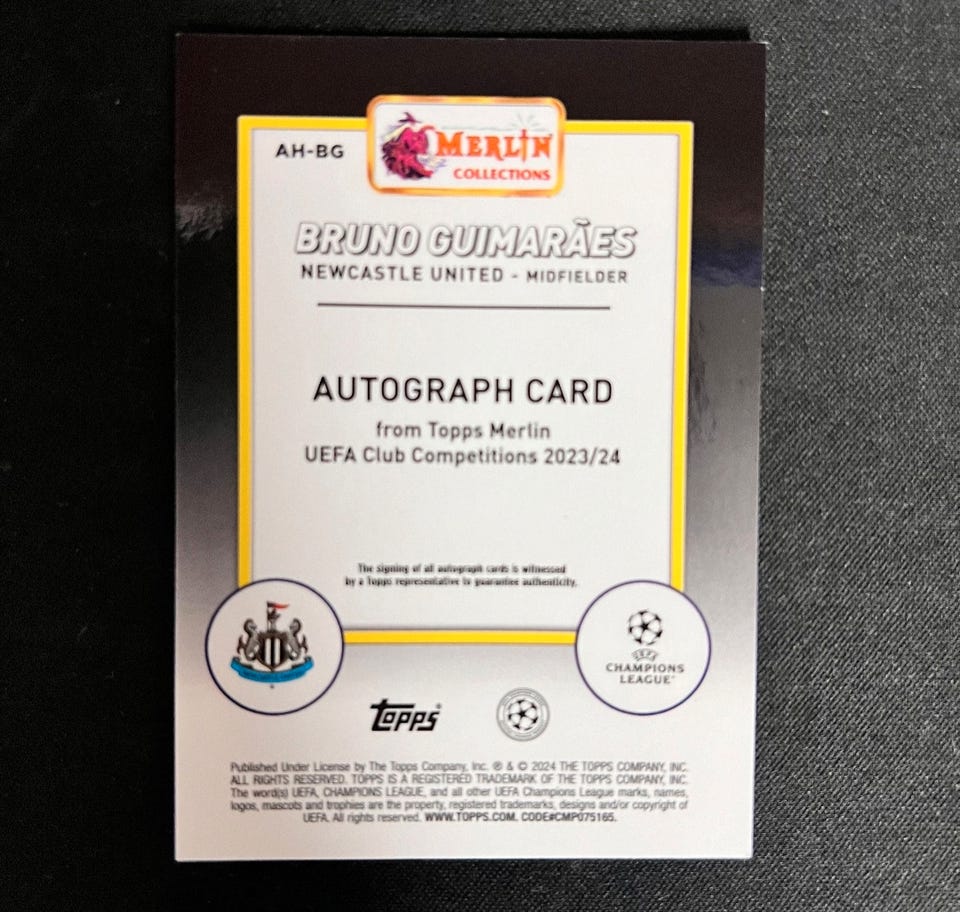 AH-BG
MERLIN
COLLECTIONS
BRUNO GUIMARÃES
NEWCASTLE UNITED - MIDFIELDER
AUTOGRAPH CARD
from Topps Merlin
UEFA Club Competitions 2023/24
The signing of all autograph cards is witnessed
by a Topps representative to guarantee authenticity.
NEWCASTLE UNITED
UEFA
CHAMPIONS
LEAGUE
Topps®
Published Under License by The Topps Company, Inc. ® & © 2024 THE TOPPS COMPANY, INC.
ALL RIGHTS RESERVED. TOPPS IS A REGISTERED TRADEMARK OF THE TOPPS COMPANY, INC.
The word(s) UEFA, CHAMPIONS LEAGUE, and all other UEFA Champions League marks, names,
logos, mascots and trophies are the property, registered trademarks, designs and/or copyright of
UEFA. All rights reserved. WWW.TOPPS.COM. CODE#CMP075165.